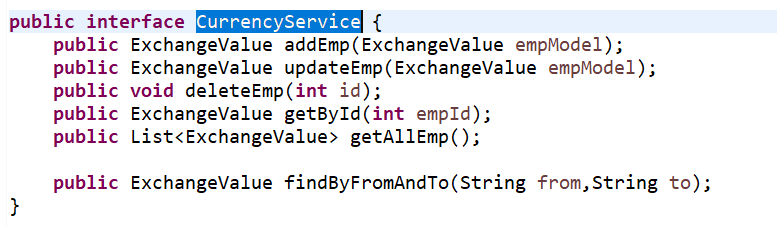 public interface CurrencyService {
public ExchangeValue addEmp(ExchangeValue empModel);
public ExchangeValue updateEmp(ExchangeValue empModel);
public void deleteEmp(int id);
public ExchangeValue getById(int empId);
public List<ExchangeValue> getAllEmp();
public ExchangeValue findByFromAndTo(String from,String to);
}